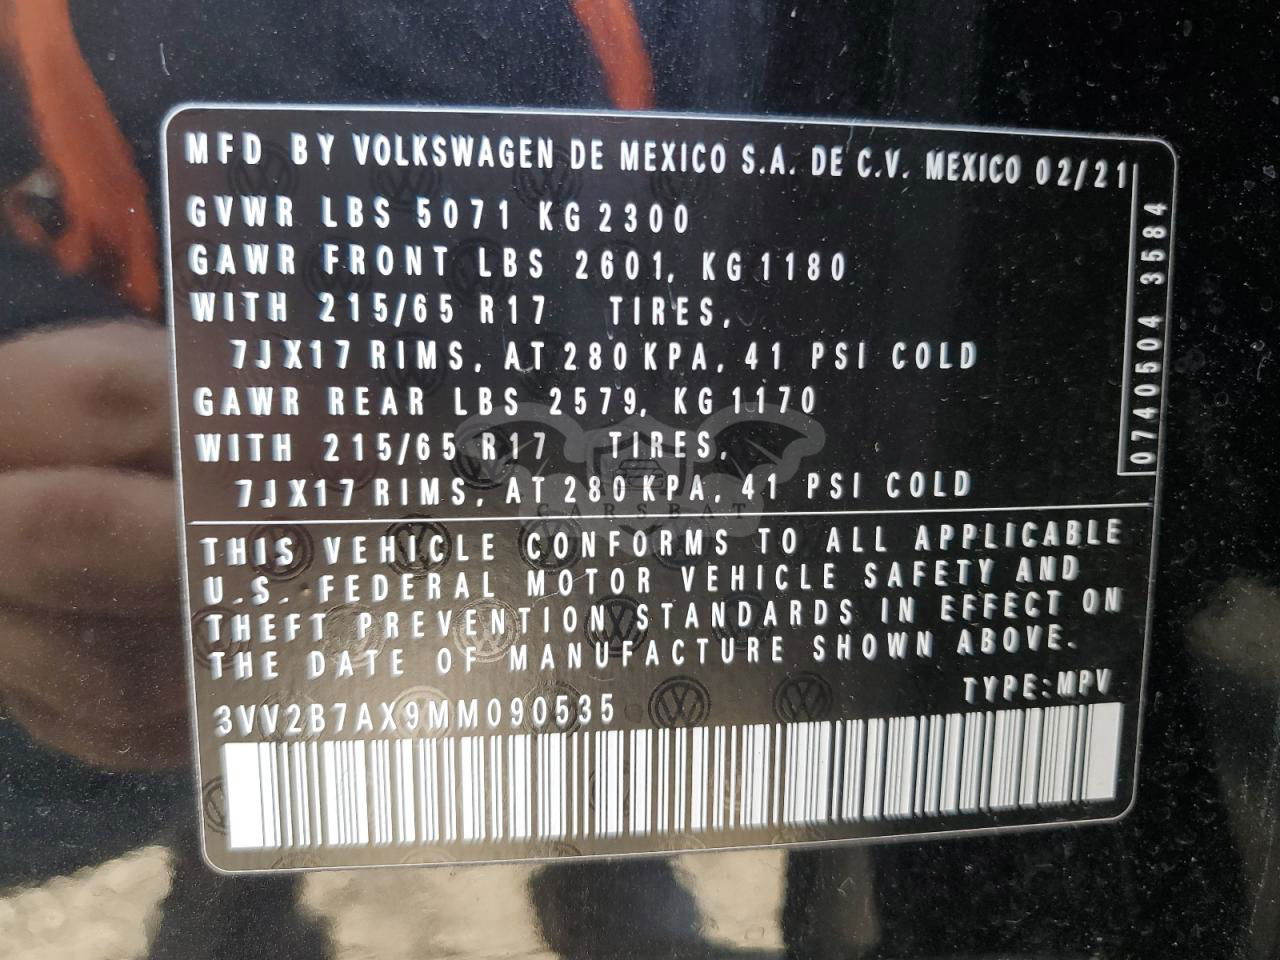 MFD BY VOLKSWAGEN DE MEXICO S.A. DE C.V. MEXICO 02/21
GVWR LBS 5071 KG 2300
GAWR FRONT LBS 2601, KG 1180
WITH 215/65 R17 TIRES,
7JX17 RIMS, AT 280 KPA, 41 PSI COLD
GAWR REAR LBS 2579, KG 1170
WITH 215/65 R17 TIRES,
7JX17 RIMS, AT 280 KPA, 41 PSI COLD
0740504 3584
CARSBAT
THIS VEHICLE CONFORMS TO ALL APPLICABLE
U.S. FEDERAL MOTOR VEHICLE SAFETY AND
THEFT PREVENTION STANDARDS IN EFFECT ON
THE DATE OF MANUFACTURE SHOWN ABOVE.
TYPE:MPV
3VV2B7AX9MM090535